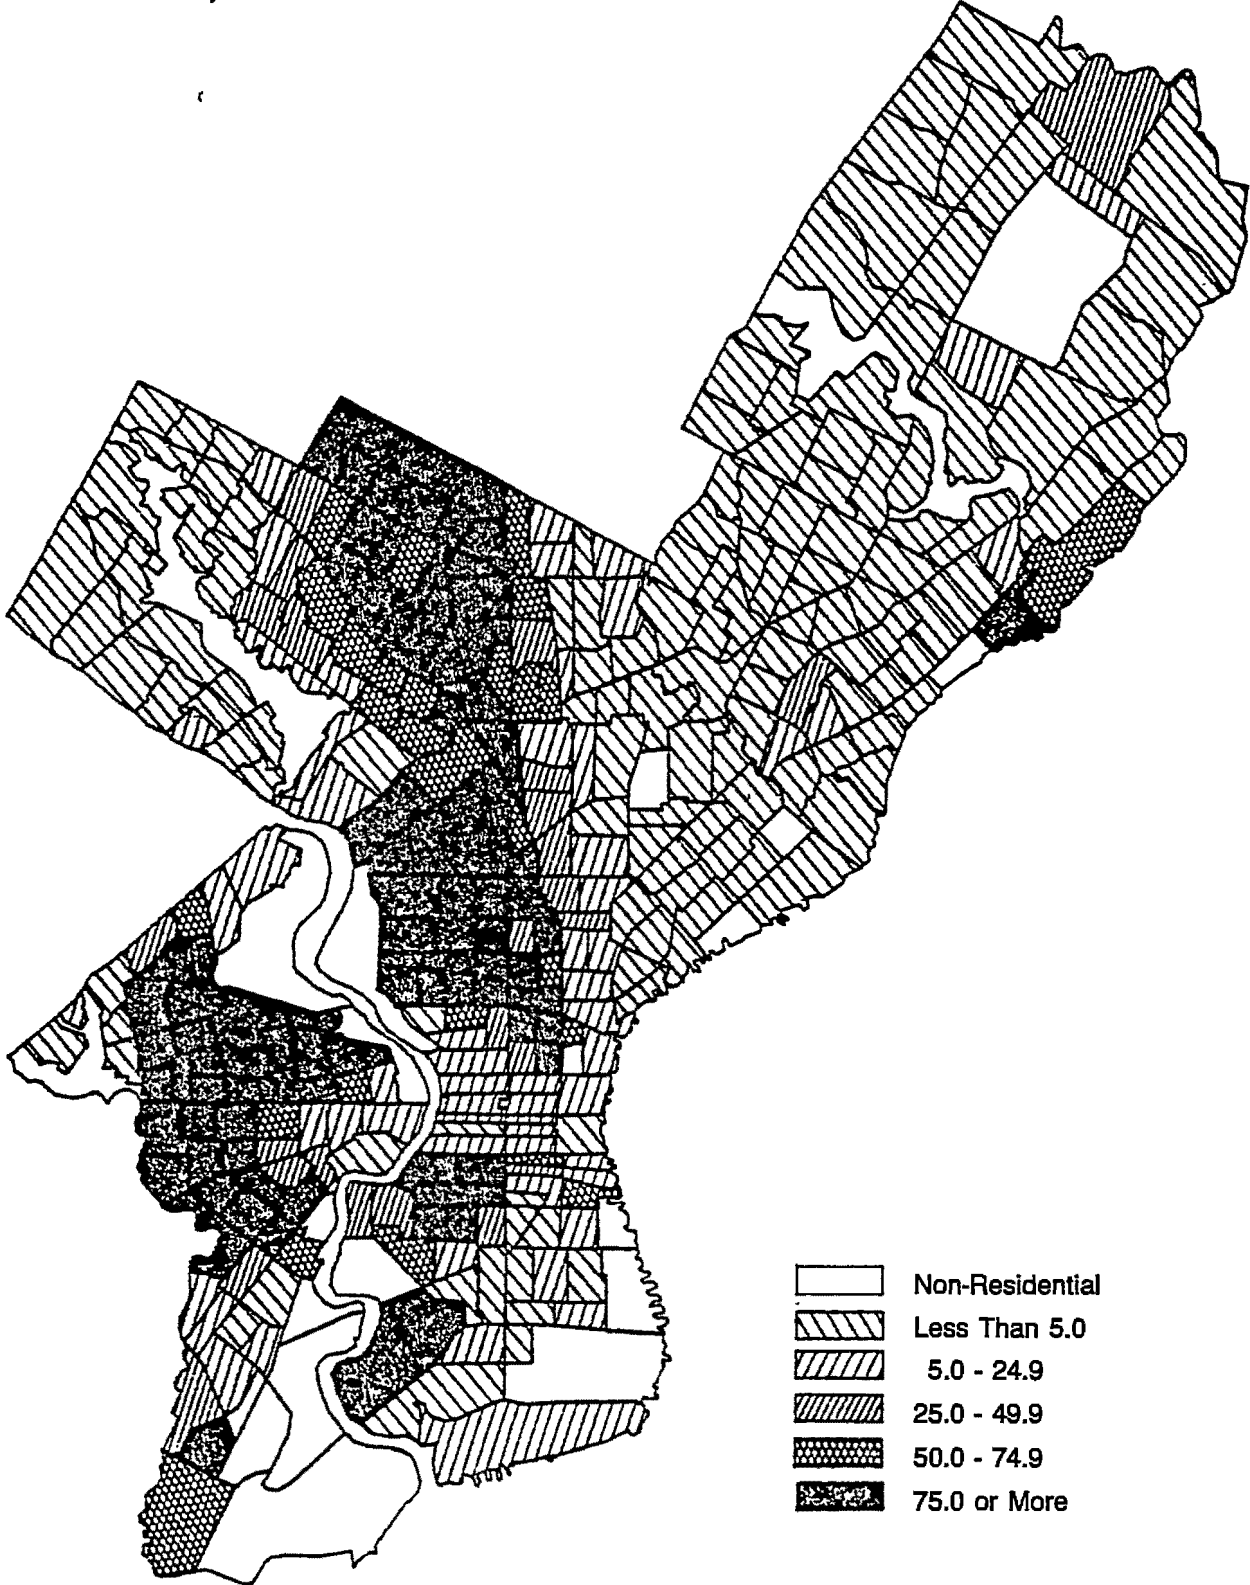 Non-Residential
Less Than 5.0
5.0 - 24.9
25.0 - 49.9
50.0 - 74.9
75.0 or More